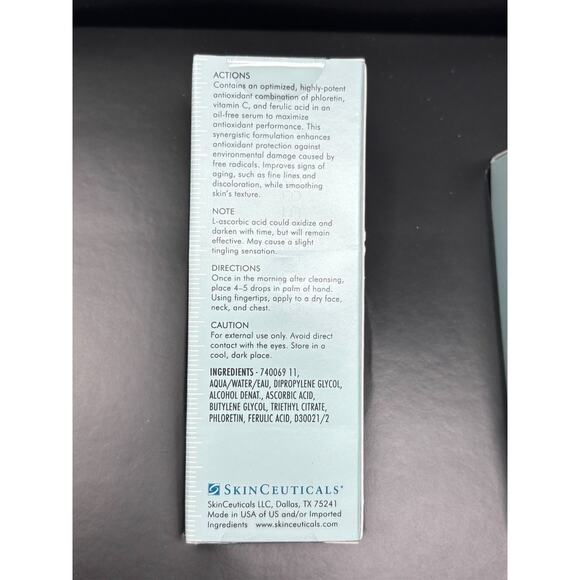 ACTIONS
Contains an optimized, highly-potent
antioxidant combination of phloretin,
vitamin C, and ferulic acid in an
oil-free serum to maximize
antioxidant performance. This
synergistic formulation enhances
antioxidant protection against
environmental damage caused by
free radicals. Improves signs of
aging, such as fine lines and
discoloration, while smoothing
skin's texture.
NOTE
L-ascorbic acid could oxidize and
darken with time, but will remain
effective. May cause a slight
tingling sensation.
DIRECTIONS
Once in the morning after cleansing,
place 4–5 drops in palm of hand.
Using fingertips, apply to a dry face,
neck, and chest.
CAUTION
For external use only. Avoid direct
contact with the eyes. Store in a
cool, dark place.
INGREDIENTS - 740069 11,
AQUA/WATER/EAU, DIPROPYLENE GLYCOL,
ALCOHOL DENAT., ASCORBIC ACID,
BUTYLENE GLYCOL, TRIETHYL CITRATE,
PHLORETIN, FERULIC ACID, D30021/2
SKINCEUTICALS®
SkinCeuticals LLC, Dallas, TX 75241
Made in USA of US and/or Imported
Ingredients www.skinceuticals.com